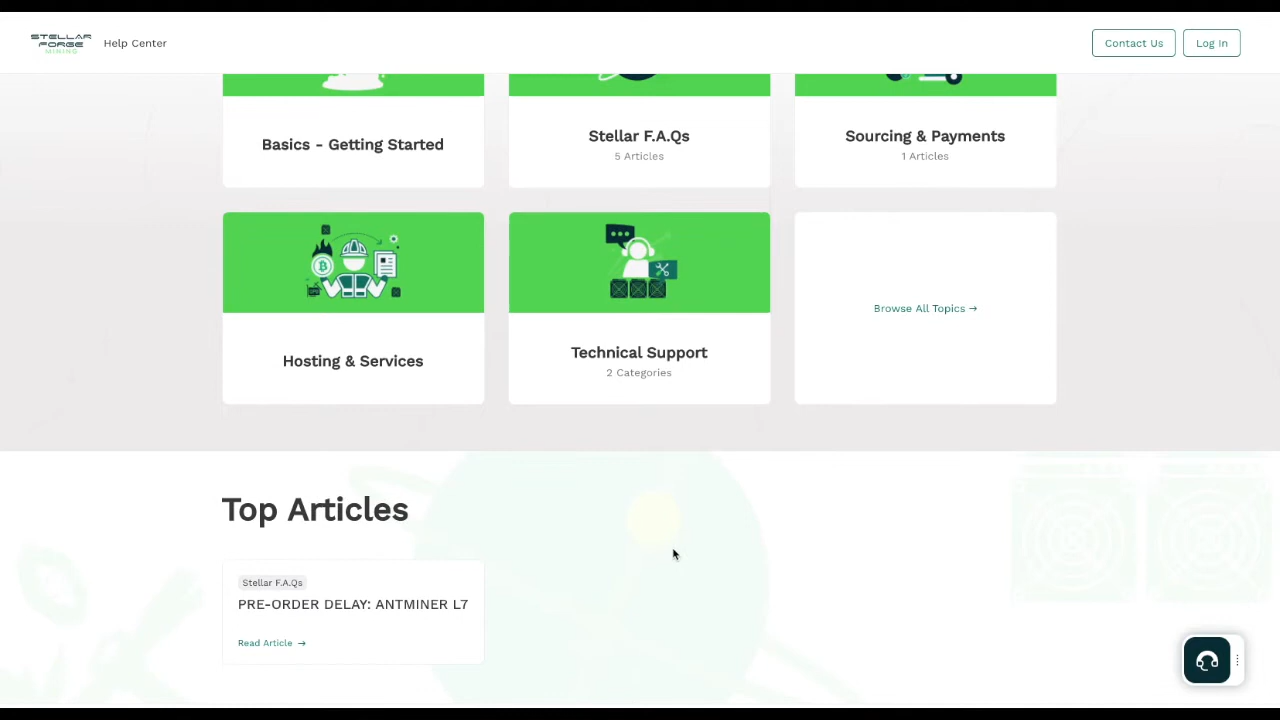 STELLAR
FORGE
MINING
Help Center
Contact Us
Log In
Basics - Getting Started
Stellar F.A.Qs
5 Articles
Sourcing & Payments
1 Articles
Hosting & Services
Technical Support
2 Categories
Browse All Topics →
Top Articles
Stellar F.A.Qs
PRE-ORDER DELAY: ANTMINER L7
Read Article →